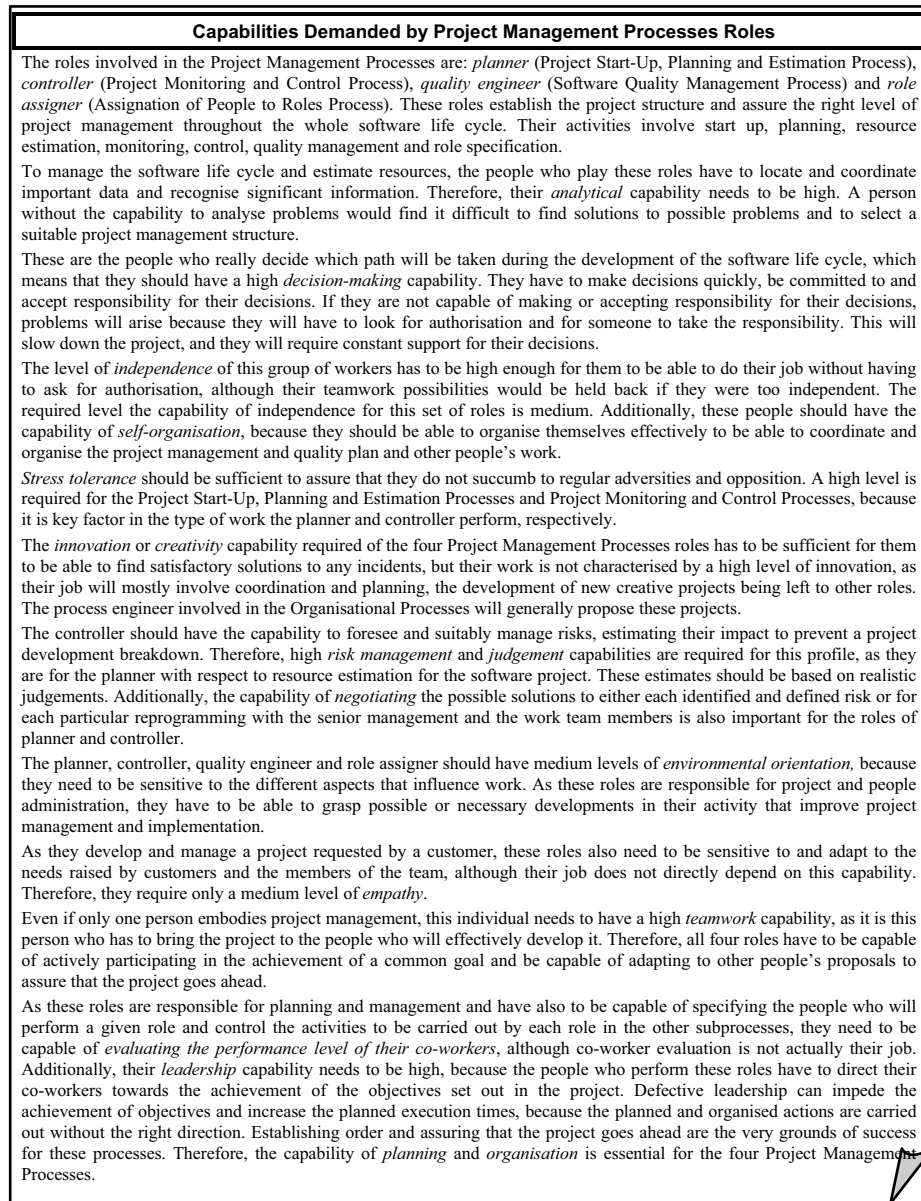 Capabilities Demanded by Project Management Processes Roles
The roles involved in the Project Management Processes are: planner (Project Start-Up, Planning and Estimation Process),
controller (Project Monitoring and Control Process), quality engineer (Software Quality Management Process) and role
assigner (Assignation of People to Roles Process). These roles establish the project structure and assure the right level of
project management throughout the whole software life cycle. Their activities involve start up, planning, resource
estimation, monitoring, control, quality management and role specification.
To manage the software life cycle and estimate resources, the people who play these roles have to locate and coordinate
important data and recognise significant information. Therefore, their analytical capability needs to be high. A person
without the capability to analyse problems would find it difficult to find solutions to possible problems and to select a
suitable project management structure.
These are the people who really decide which path will be taken during the development of the software life cycle, which
means that they should have a high decision-making capability. They have to make decisions quickly, be committed to and
accept responsibility for their decisions. If they are not capable of making or accepting responsibility for their decisions,
problems will arise because they will have to look for authorisation and for someone to take the responsibility. This will
slow down the project, and they will require constant support for their decisions.
The level of independence of this group of workers has to be high enough for them to be able to do their job without having
to ask for authorisation, although their teamwork possibilities would be held back if they were too independent. The
required level the capability of independence for this set of roles is medium. Additionally, these people should have the
capability of self-organisation, because they should be able to organise themselves effectively to be able to coordinate and
organise the project management and quality plan and other people's work.
Stress tolerance should be sufficient to assure that they do not succumb to regular adversities and opposition. A high level is
required for the Project Start-Up, Planning and Estimation Processes and Project Monitoring and Control Processes, because
it is key factor in the type of work the planner and controller perform, respectively.
The innovation or creativity capability required of the four Project Management Processes roles has to be sufficient for them
to be able to find satisfactory solutions to any incidents, but their work is not characterised by a high level of innovation, as
their job will mostly involve coordination and planning, the development of new creative projects being left to other roles.
The process engineer involved in the Organisational Processes will generally propose these projects.
The controller should have the capability to foresee and suitably manage risks, estimating their impact to prevent a project
development breakdown. Therefore, high risk management and judgement capabilities are required for this profile, as they
are for the planner with respect to resource estimation for the software project. These estimates should be based on realistic
judgements. Additionally, the capability of negotiating the possible solutions to either each identified and defined risk or for
each particular reprogramming with the senior management and the work team members is also important for the roles of
planner and controller.
The planner, controller, quality engineer and role assigner should have medium levels of environmental orientation, because
they need to be sensitive to the different aspects that influence work. As these roles are responsible for project and people
administration, they have to be able to grasp possible or necessary developments in their activity that improve project
management and implementation.
As they develop and manage a project requested by a customer, these roles also need to be sensitive to and adapt to the
needs raised by customers and the members of the team, although their job does not directly depend on this capability.
Therefore, they require only a medium level of empathy.
Even if only one person embodies project management, this individual needs to have a high teamwork capability, as it is this
person who has to bring the project to the people who will effectively develop it. Therefore, all four roles have to be capable
of actively participating in the achievement of a common goal and be capable of adapting to other people's proposals to
assure that the project goes ahead.
As these roles are responsible for planning and management and have also to be capable of specifying the people who will
perform a given role and control the activities to be carried out by each role in the other subprocesses, they need to be
capable of evaluating the performance level of their co-workers, although co-worker evaluation is not actually their job.
Additionally, their leadership capability needs to be high, because the people who perform these roles have to direct their
co-workers towards the achievement of the objectives set out in the project. Defective leadership can impede the
achievement of objectives and increase the planned execution times, because the planned and organised actions are carried
out without the right direction. Establishing order and assuring that the project goes ahead are the very grounds of success
for these processes. Therefore, the capability of planning and organisation is essential for the four Project Management
Processes.